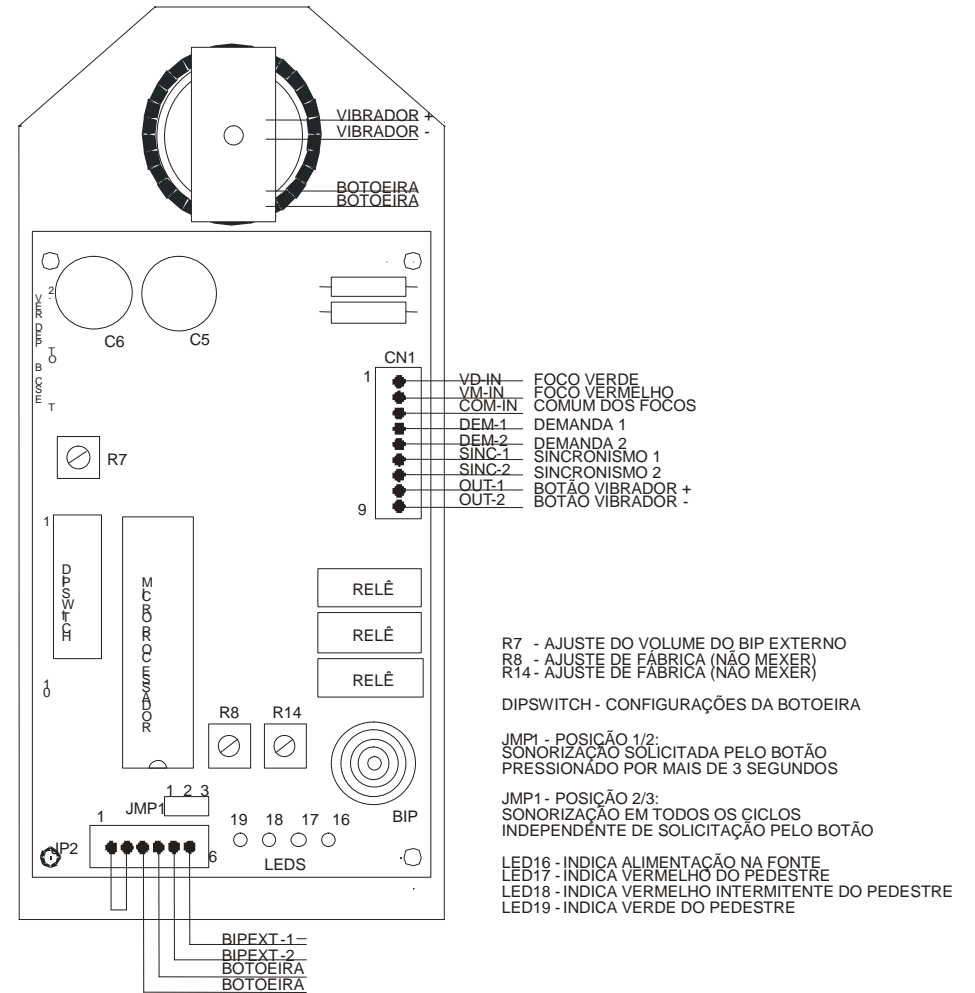 VIBRADOR +
VIBRADOR -
BOTOEIRA
BOTOEIRA
C6
C5
CN1
1
VD-IN FOCO VERDE
VM-IN FOCO VERMELHO
COM-IN COMUM DOS FOCOS
DEM-1 DEMANDA 1
DEM-2 DEMANDA 2
SINC-1 SINCRONISMO 1
SINC-2 SINCRONISMO 2
OUT-1 BOTÃO VIBRADOR +
OUT-2 BOTÃO VIBRADOR -
9
R7
1
DIPSWITCH
10
MICROPROCESSADOR
RELÊ
RELÊ
RELÊ
R8
R14
BIP
JMP1
1 2 3
1
JP2
6
19 18 17 16
LEDS
BIPEXT-1
BIPEXT-2
BOTOEIRA
BOTOEIRA
R7 - AJUSTE DO VOLUME DO BIP EXTERNO
R8 - AJUSTE DE FÁBRICA (NÃO MEXER)
R14 - AJUSTE DE FÁBRICA (NÃO MEXER)
DIPSWITCH - CONFIGURAÇÕES DA BOTOEIRA
JMP1 - POSIÇÃO 1/2:
SONORIZAÇÃO SOLICITADA PELO BOTÃO
PRESSIONADO POR MAIS DE 3 SEGUNDOS
JMP1 - POSIÇÃO 2/3:
SONORIZAÇÃO EM TODOS OS CICLOS
INDEPENDENTE DE SOLICITAÇÃO PELO BOTÃO
LED16 - INDICA ALIMENTAÇÃO NA FONTE
LED17 - INDICA VERMELHO DO PEDESTRE
LED18 - INDICA VERMELHO INTERMITENTE DO PEDESTRE
LED19 - INDICA VERDE DO PEDESTRE